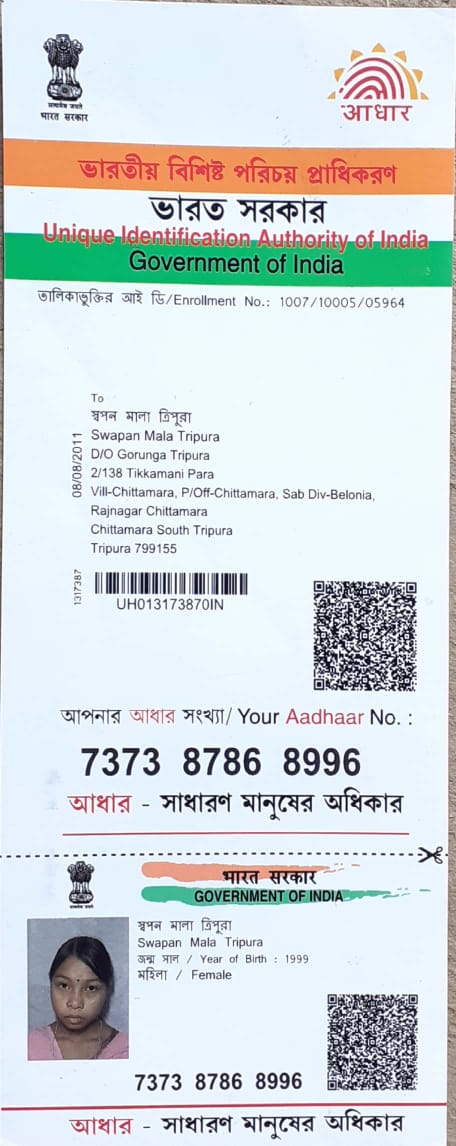 सत्यमेव जयते
भारत सरकार
आधार
ভারতীয় বিশিষ্ট পরিচয় প্রাধিকরণ
ভারত সরকার
Unique Identification Authority of India
Government of India
তালিকাভুক্তির আই ডি/Enrollment No.: 1007/10005/05964
To
স্বপন মালা ত্রিপুরা
Swapan Mala Tripura
D/O Gorunga Tripura
2/138 Tikkamani Para
Vill-Chittamara, P/Off-Chittamara, Sab Div-Belonia,
Rajnagar Chittamara
Chittamara South Tripura
Tripura 799155
08/08/2011
1317387
UH013173870IN
আপনার আধার সংখ্যা/ Your Aadhaar No. :
7373 8786 8996
আধার - সাধারণ মানুষের অধিকার
भारत सरकार
GOVERNMENT OF INDIA
স্বপন মালা ত্রিপুরা
Swapan Mala Tripura
জন্ম সাল / Year of Birth : 1999
মহিলা / Female
7373 8786 8996
আধার - সাধারণ মানুষের অধিকার